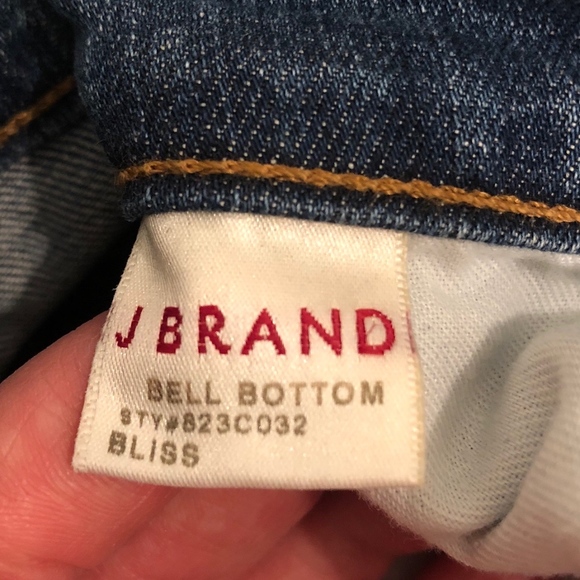 J BRAND
BELL BOTTOM
STY#823C032
BLISS